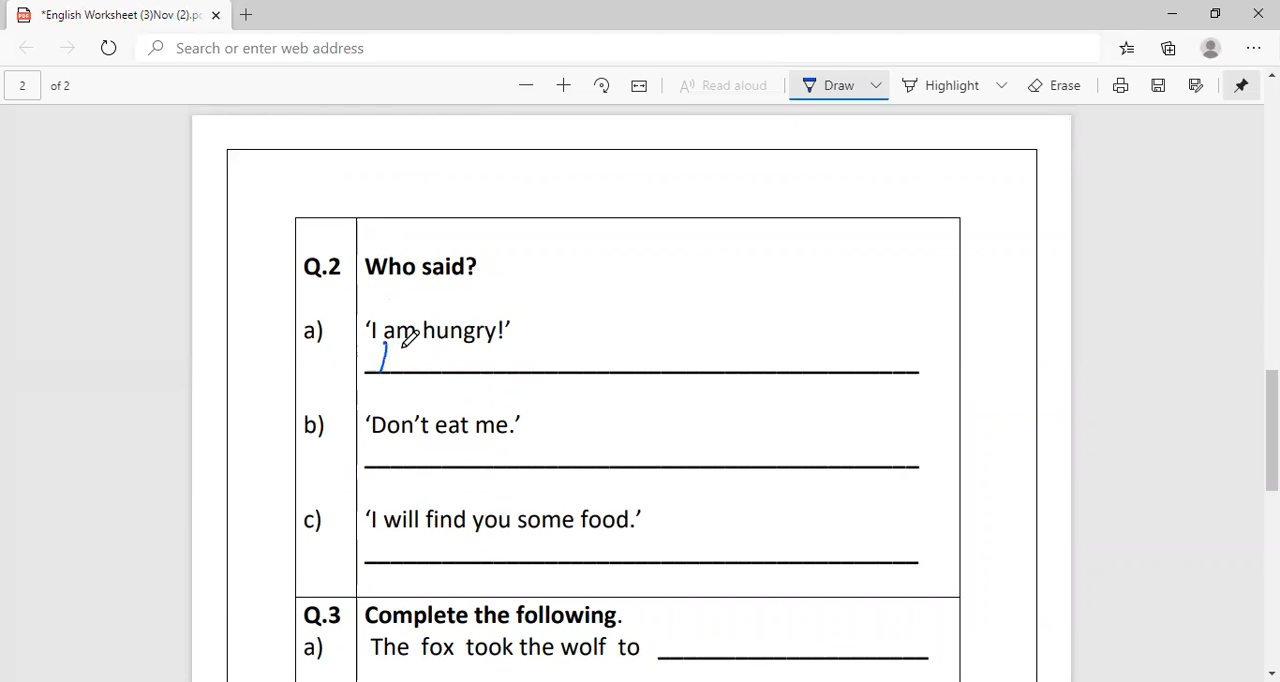 *English Worksheet (3)Nov (2).pc
Search or enter web address
2 of 2
Read aloud
Draw
Highlight
Erase
Q.2 Who said?
a) ‘I am hungry!’
b) ‘Don’t eat me.’
c) ‘I will find you some food.’
Q.3 Complete the following.
a) The fox took the wolf to